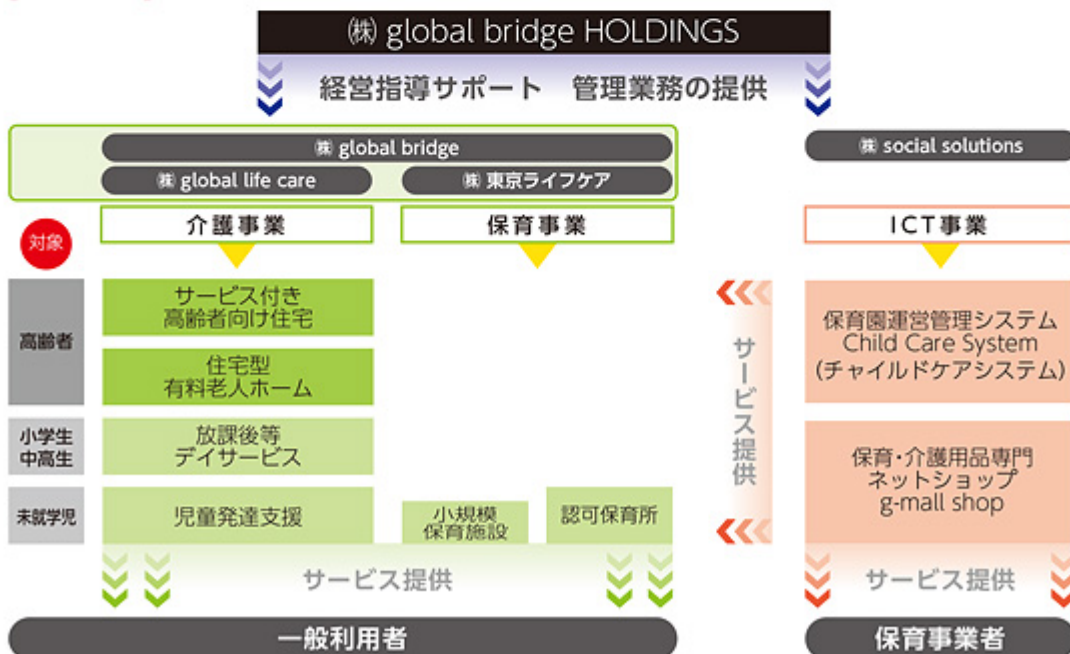 ㈱ global bridge HOLDINGS
経営指導サポート　管理業務の提供
㈱ global bridge
㈱ social solutions
㈱ global life care
㈱ 東京ライフケア
対象
介護事業
保育事業
ICT事業
高齢者
サービス付き
高齢者向け住宅
住宅型
有料老人ホーム
小学生
中高生
放課後等
デイサービス
未就学児
児童発達支援
小規模
保育施設
認可保育所
サービス提供
保育園運営管理システム
Child Care System
(チャイルドケアシステム)
保育・介護用品専門
ネットショップ
g-mall shop
サービス提供
サービス提供
一般利用者
保育事業者